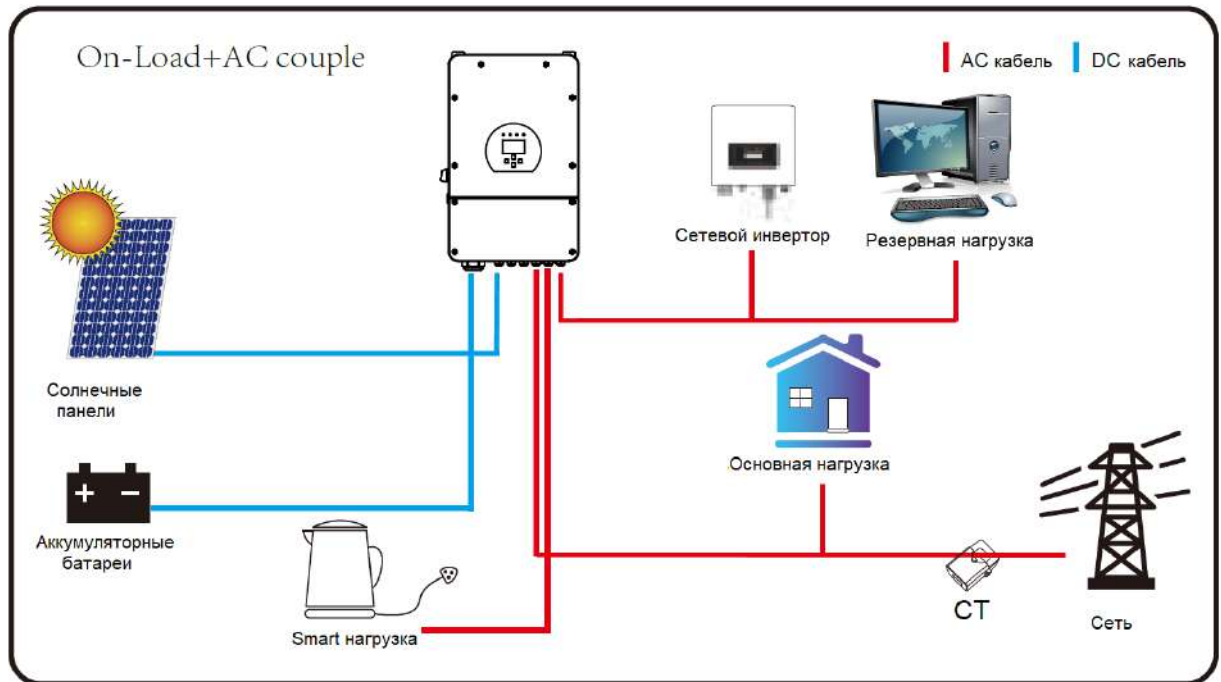 On-Load+AC couple
AC кабель
DC кабель
Сетевой инвертор
Резервная нагрузка
Солнечные
панели
Основная нагрузка
Аккумуляторные
батареи
Smart нагрузка
CT
Сеть